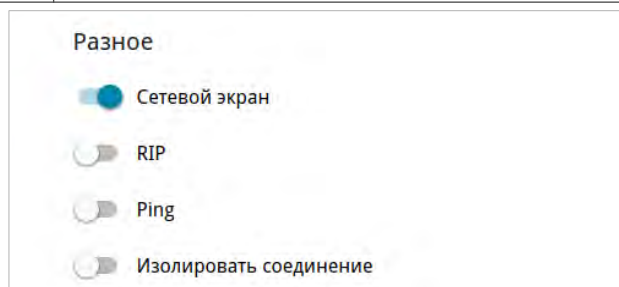 Разное
Сетевой экран
RIP
Ping
Изолировать соединение